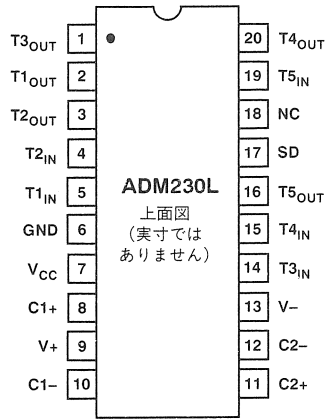 T3OUT 1
T1OUT 2
T2OUT 3
T2IN 4
T1IN 5
GND 6
VCC 7
C1+ 8
V+ 9
C1– 10
ADM230L
上面図
(実寸では
ありません)
20 T4OUT
19 T5IN
18 NC
17 SD
16 T5OUT
15 T4IN
14 T3IN
13 V–
12 C2–
11 C2+